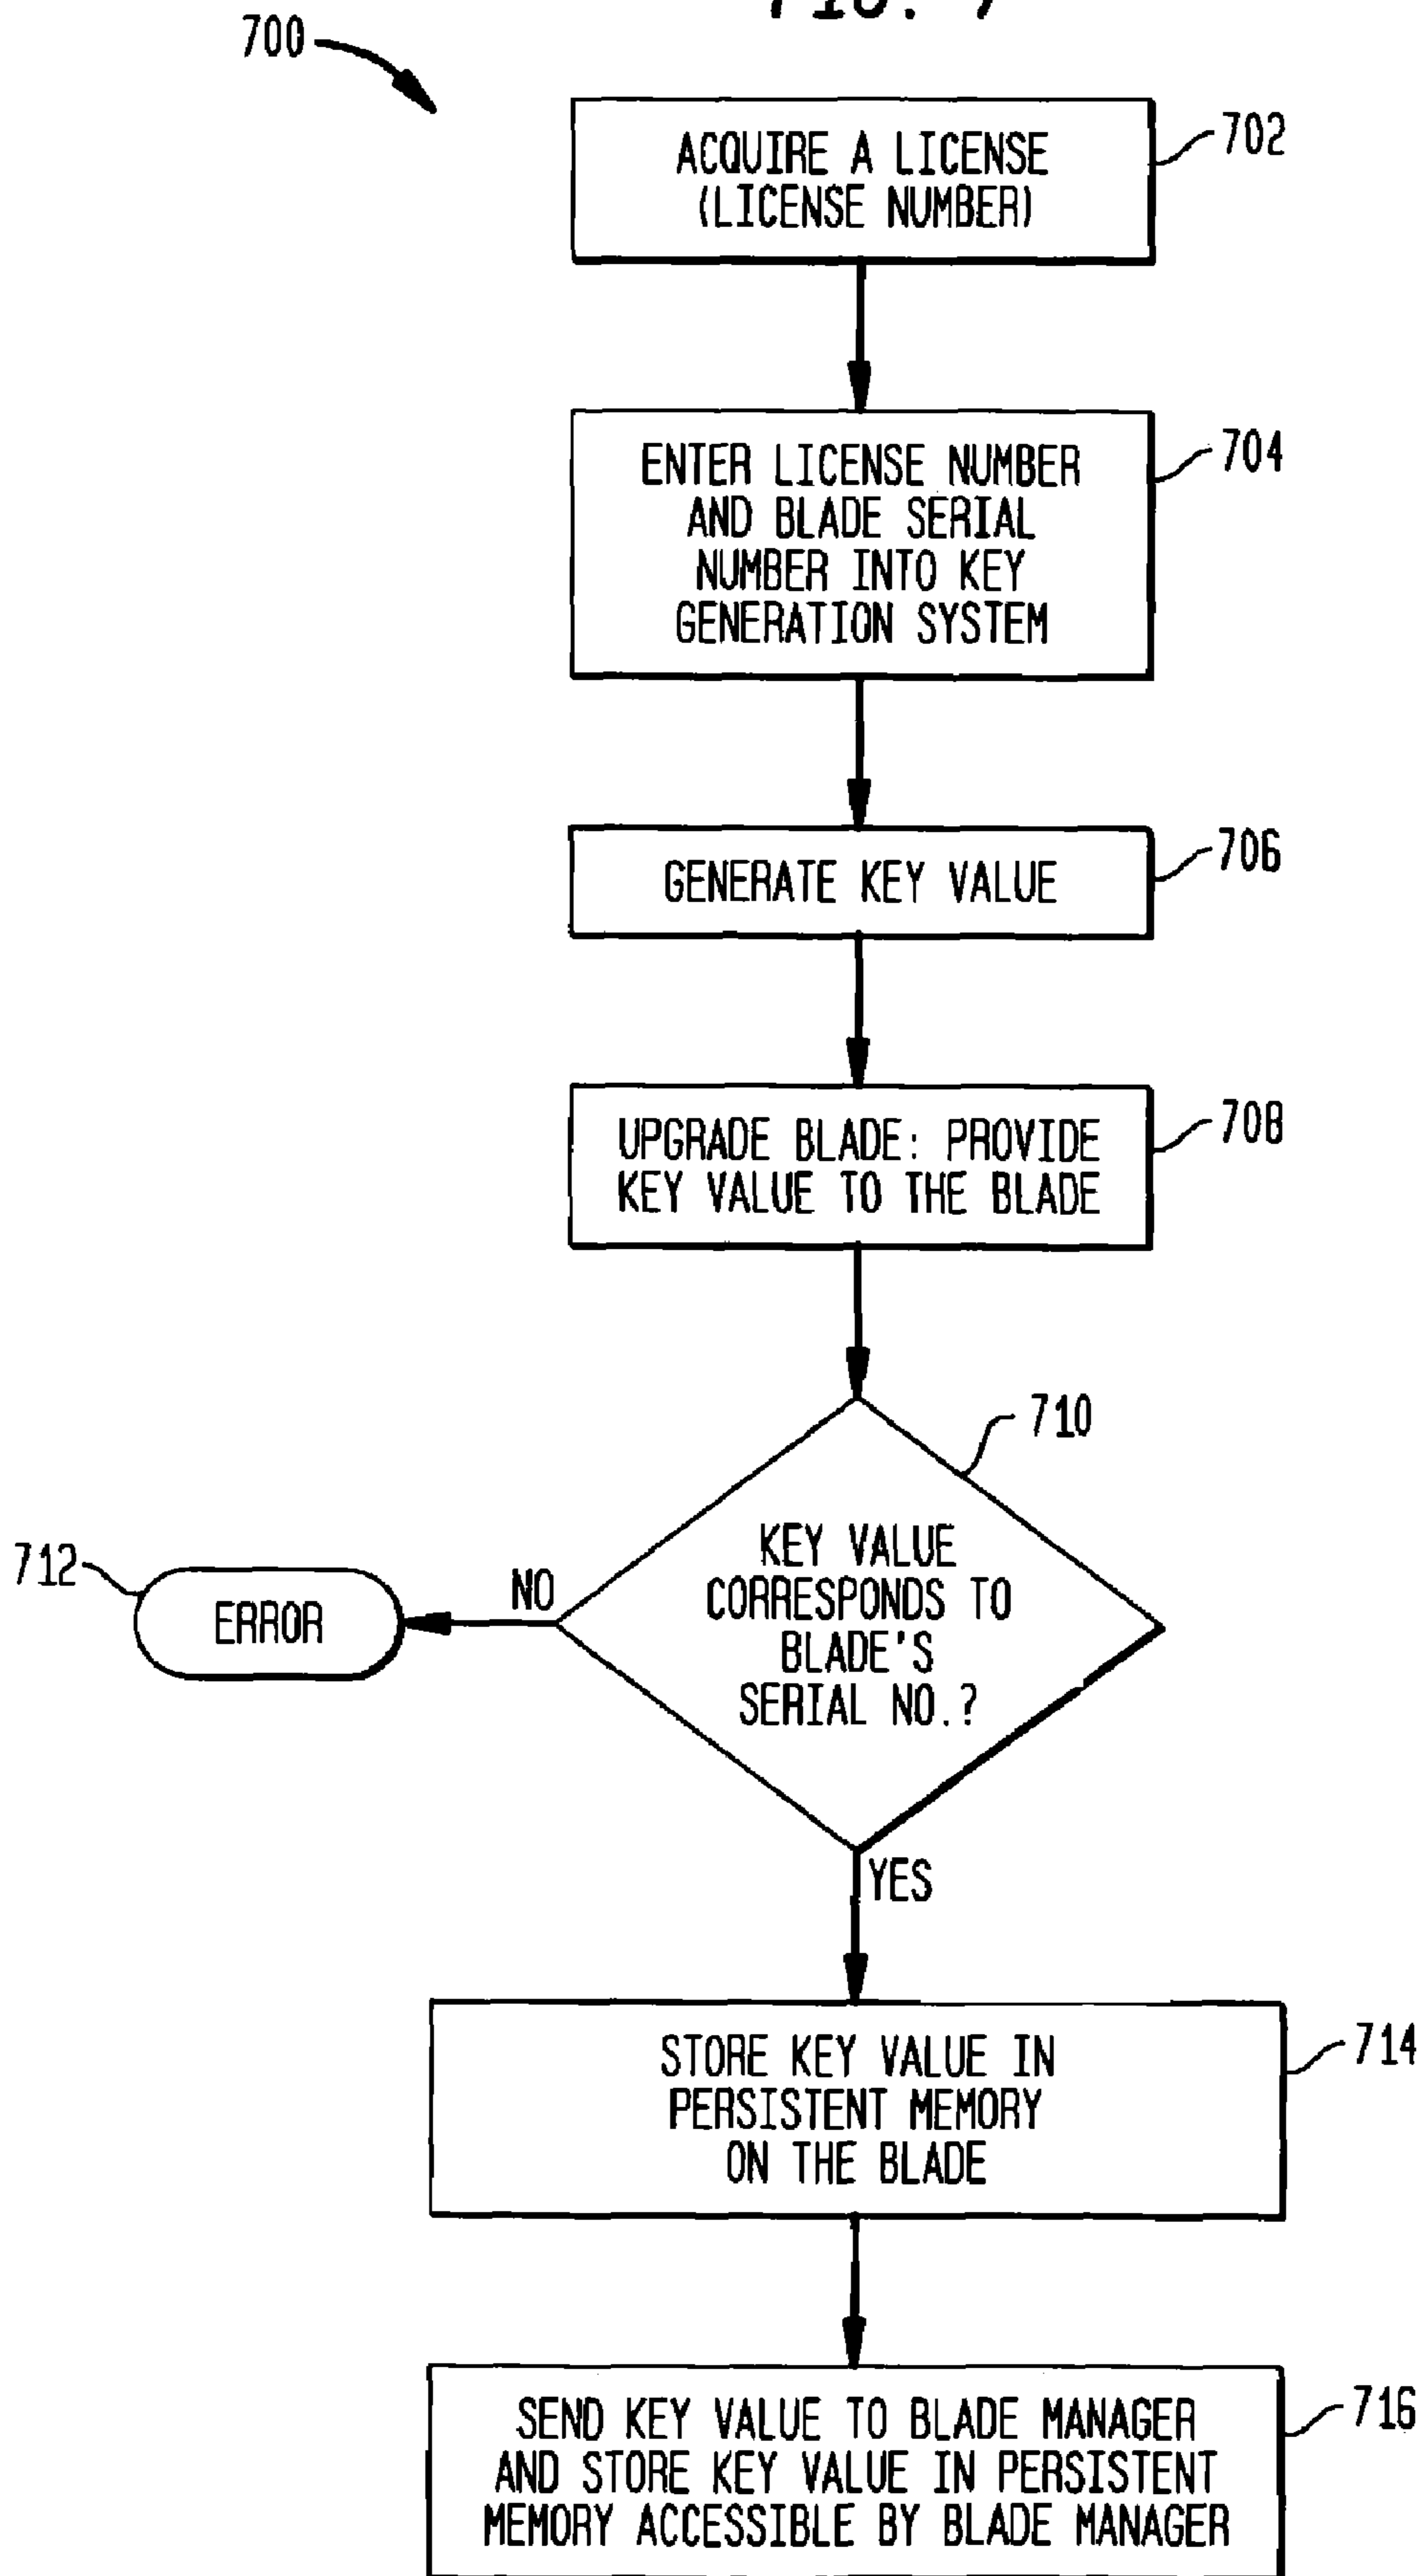 FIG. 7
700
ACQUIRE A LICENSE
(LICENSE NUMBER)
702
ENTER LICENSE NUMBER
AND BLADE SERIAL
NUMBER INTO KEY
GENERATION SYSTEM
704
GENERATE KEY VALUE
706
UPGRADE BLADE: PROVIDE
KEY VALUE TO THE BLADE
708
710
KEY VALUE
CORRESPONDS TO
BLADE'S
SERIAL NO.?
NO
712
ERROR
YES
STORE KEY VALUE IN
PERSISTENT MEMORY
ON THE BLADE
714
SEND KEY VALUE TO BLADE MANAGER
AND STORE KEY VALUE IN PERSISTENT
MEMORY ACCESSIBLE BY BLADE MANAGER
716